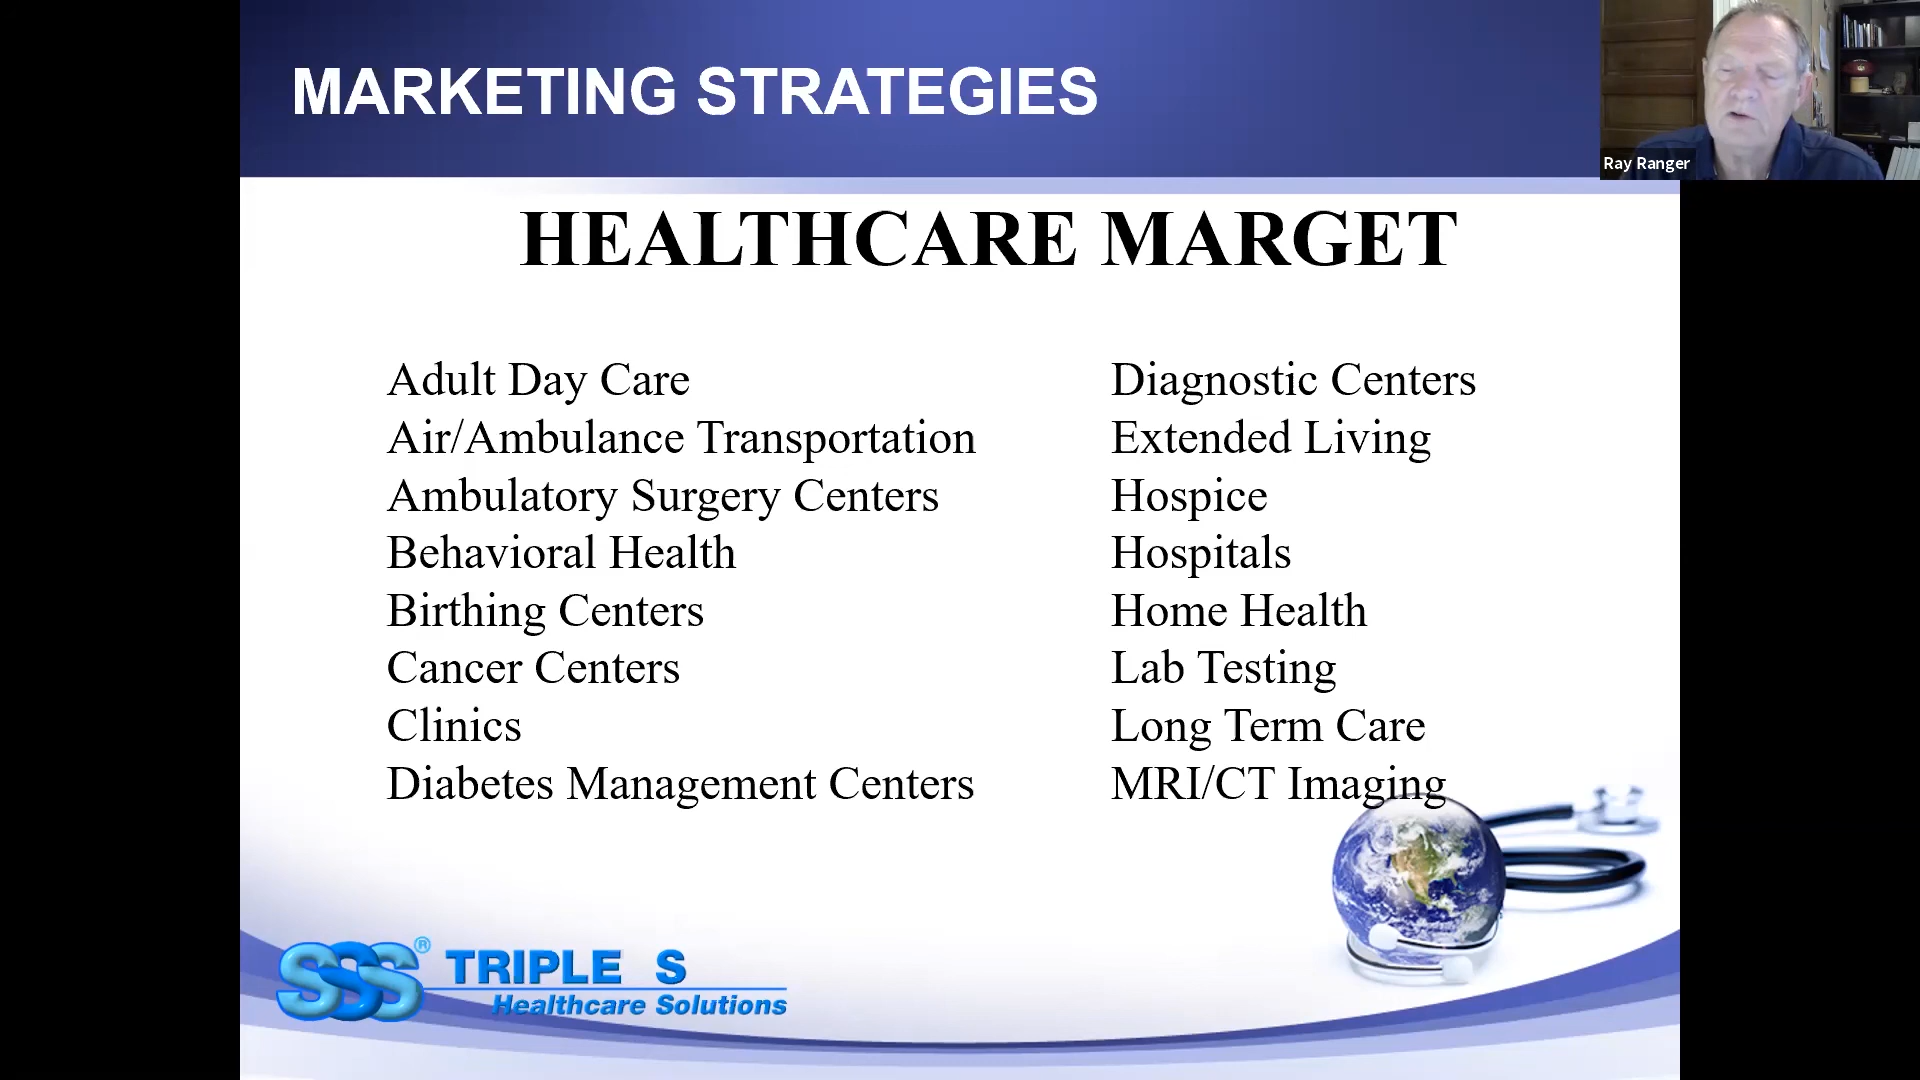 MARKETING STRATEGIES
Ray Ranger
HEALTHCARE MARGET
Adult Day Care
Air/Ambulance Transportation
Ambulatory Surgery Centers
Behavioral Health
Birthing Centers
Cancer Centers
Clinics
Diabetes Management Centers
Diagnostic Centers
Extended Living
Hospice
Hospitals
Home Health
Lab Testing
Long Term Care
MRI/CT Imaging
SSS® TRIPLE S
Healthcare Solutions